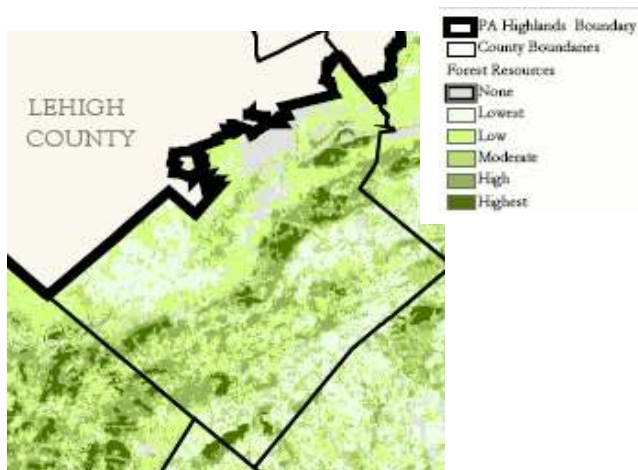 PA Highlands Boundary
County Boundaries
Forest Resources
None
Lowest
Low
Moderate
High
Highest
LEHIGH
COUNTY